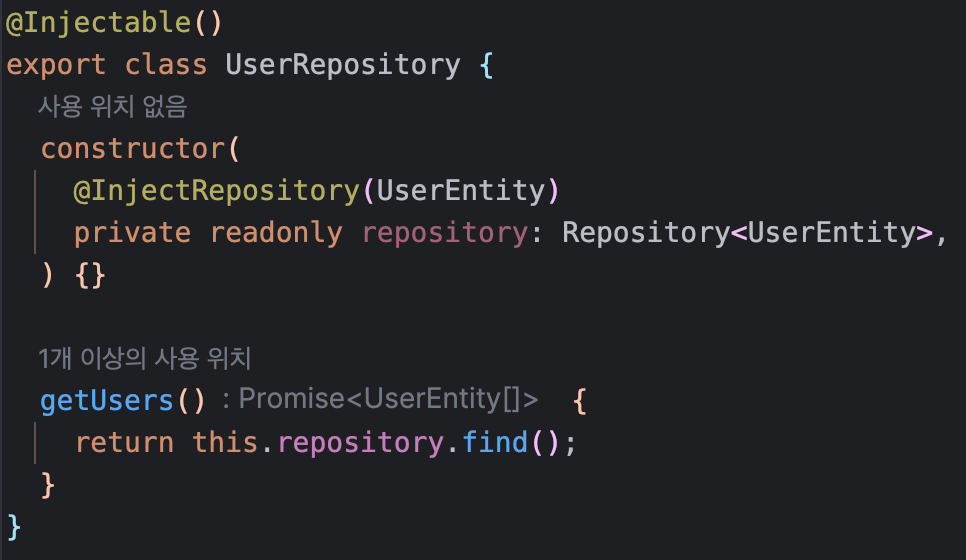 @Injectable()
export class UserRepository {
사용 위치 없음
constructor(
@InjectRepository(UserEntity)
private readonly repository: Repository<UserEntity>,
) {}
1개 이상의 사용 위치
getUsers() : Promise<UserEntity[]> {
return this.repository.find();
}
}